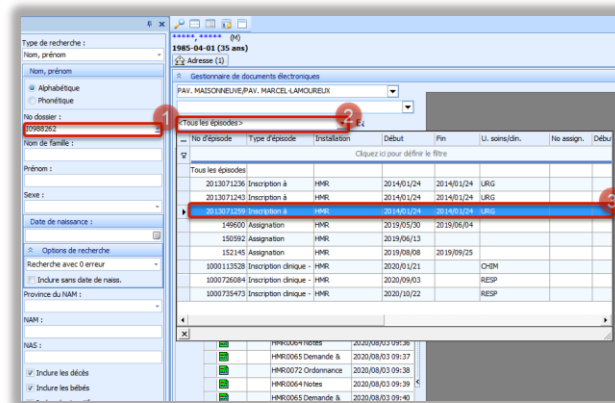 Type de recherche :
Nom, prénom
Nom, prénom
Alphabétique
Phonétique
No dossier :
I0988262
Nom de famille :
Prénom :
Sexe :
Date de naissance :
Options de recherche
Recherche avec 0 erreur
Inclure sans date de naiss.
Province du NAM :
NAM :
NAS :
Inclure les décès
Inclure les bébés
*****, ***** (M)
1985-04-01 (35 ans)
Adresse (1)
Gestionnaire de documents électroniques
PAV. MAISONNEUVE/PAV. MARCEL-LAMOUREUX
1
<Tous les épisodes>
2
No d'épisode Type d'épisode Installation Début Fin U. soins/din. No assign. Débu
Cliquez ici pour définir le filtre
Tous les épisodes
2013071236 Inscription à HMR 2014/01/24 2014/01/24 URG
2013071243 Inscription à HMR 2014/01/24 2014/01/24 URG
2013071259 Inscription à HMR 2014/01/24 2014/01/24 URG
3
149600 Assignation HMR 2019/05/30 2019/06/04
150592 Assignation HMR 2019/06/13
152145 Assignation HMR 2019/08/08 2019/09/25
1000113528 Inscription clinique - HMR 2020/01/21 CHIM
1000726084 Inscription clinique - HMR 2020/09/03 RESP
1000735473 Inscription clinique - HMR 2020/10/22 RESP
HMR0064 Notes 2020/08/03 09:36
HMR0065 Demande & 2020/08/03 09:37
HMR0072 Ordonnance 2020/08/03 09:38
HMR0064 Notes 2020/08/03 09:39
HMR0065 Demande & 2020/08/03 09:40